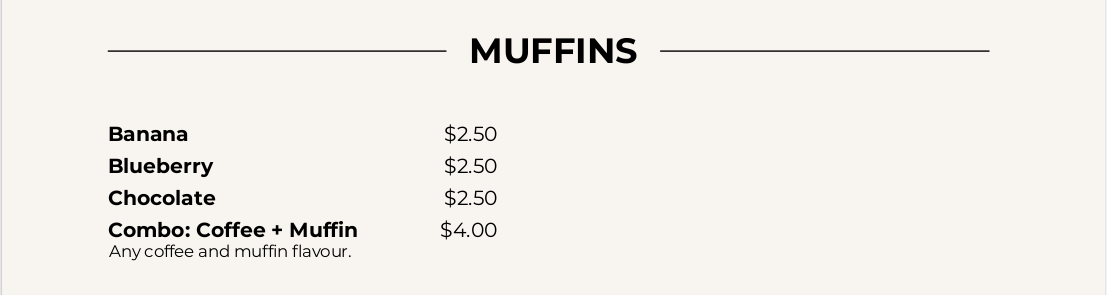 MUFFINS
Banana $2.50
Blueberry $2.50
Chocolate $2.50
Combo: Coffee + Muffin $4.00
Any coffee and muffin flavour.